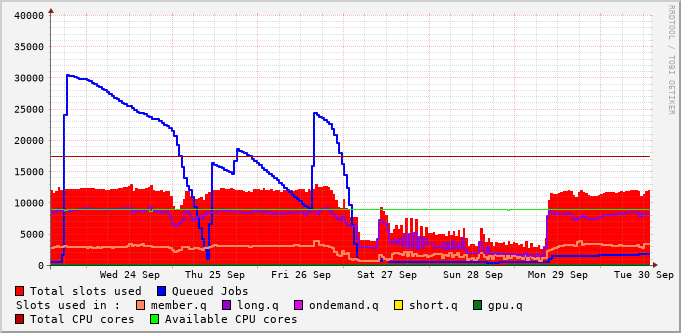 40000
35000
30000
25000
20000
15000
10000
5000
0
Wed 24 Sep Thu 25 Sep Fri 26 Sep Sat 27 Sep Sun 28 Sep Mon 29 Sep Tue 30 Sep
RRDTOOL / TOBI OETIKER
Total slots used Queued Jobs
Slots used in : member.q long.q ondemand.q short.q gpu.q
Total CPU cores Available CPU cores